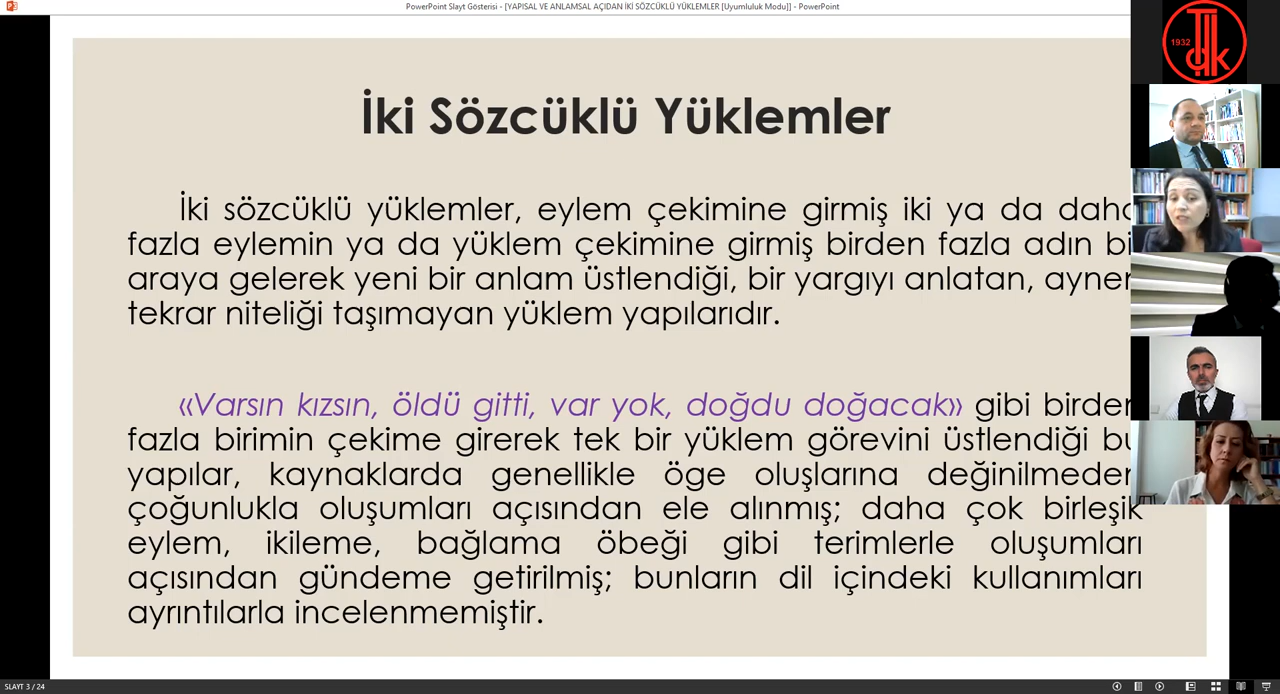 PowerPoint Slayt Gösterisi - [YAPISAL VE ANLAMSAL AÇIDAN İKİ SÖZCÜKLÜ YÜKLEMLER [Uyumluluk Modu]] - PowerPoint
1932
TDK
İki Sözcüklü Yüklemler
İki sözcüklü yüklemler, eylem çekimine girmiş iki ya da daha
fazla eylemin ya da yüklem çekimine girmiş birden fazla adın bi
araya gelerek yeni bir anlam üstlendiği, bir yargıyı anlatan, aynen
tekrar niteliği taşımayan yüklem yapılarıdır.
«Varsın kızsın, öldü gitti, var yok, doğdu doğacak» gibi birden
fazla birimin çekime girerek tek bir yüklem görevini üstlendiği bu
yapılar, kaynaklarda genellikle öge oluşlarına değinilmeden
çoğunlukla oluşumları açısından ele alınmış; daha çok birleşik
eylem, ikileme, bağlama öbeği gibi terimlerle oluşumları
açısından gündeme getirilmiş; bunların dil içindeki kullanımları
ayrıntılarla incelenmemiştir.
SLAYT 3 / 24